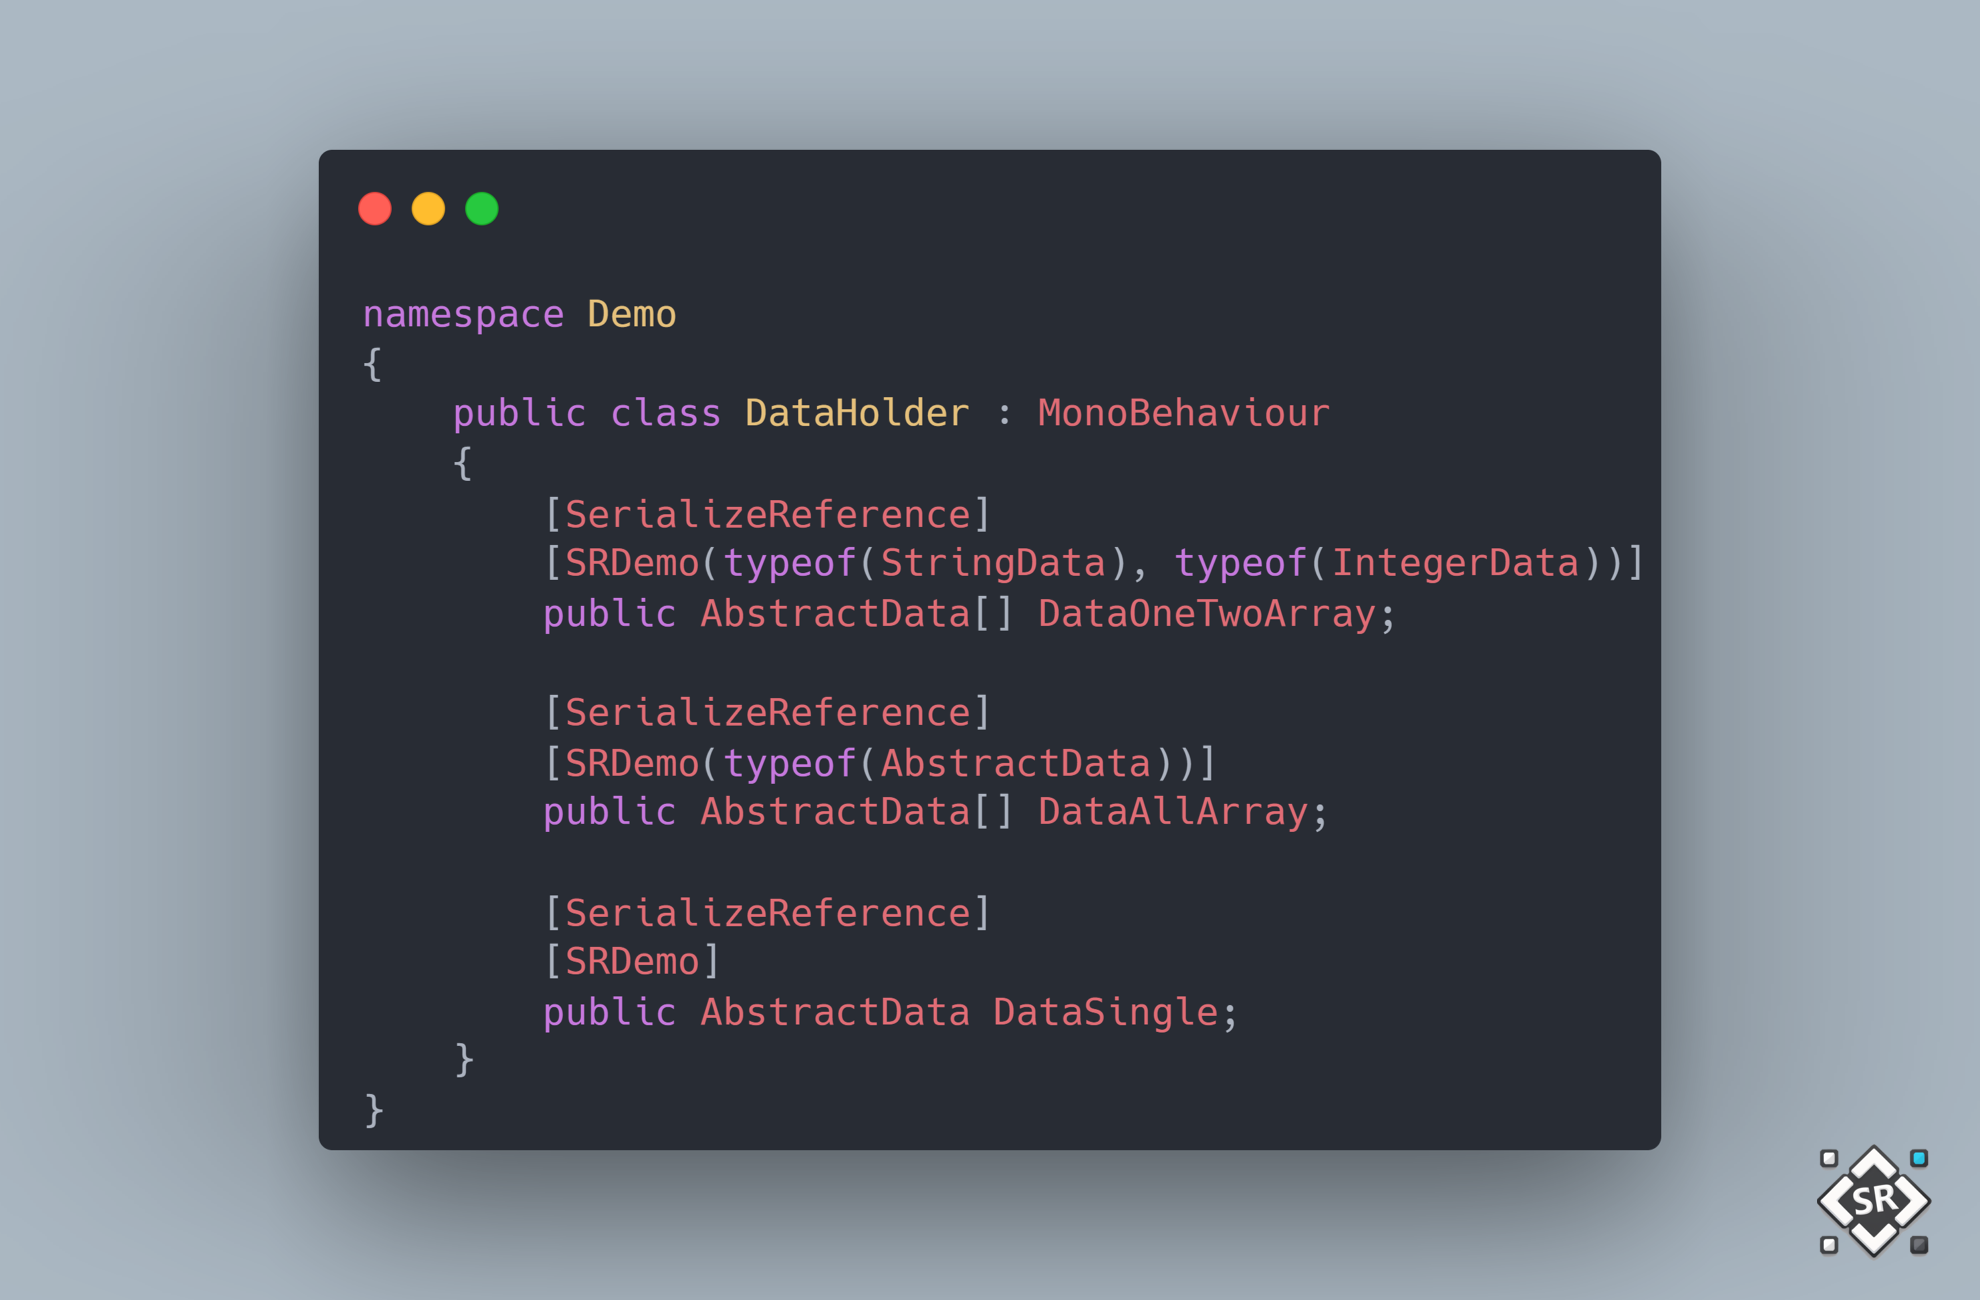 namespace Demo
{
    public class DataHolder : MonoBehaviour
    {
        [SerializeReference]
        [SRDemo(typeof(StringData), typeof(IntegerData))]
        public AbstractData[] DataOneTwoArray;

        [SerializeReference]
        [SRDemo(typeof(AbstractData))]
        public AbstractData[] DataAllArray;

        [SerializeReference]
        [SRDemo]
        public AbstractData DataSingle;
    }
}
SR